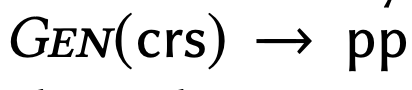 GEN(crs) → pp